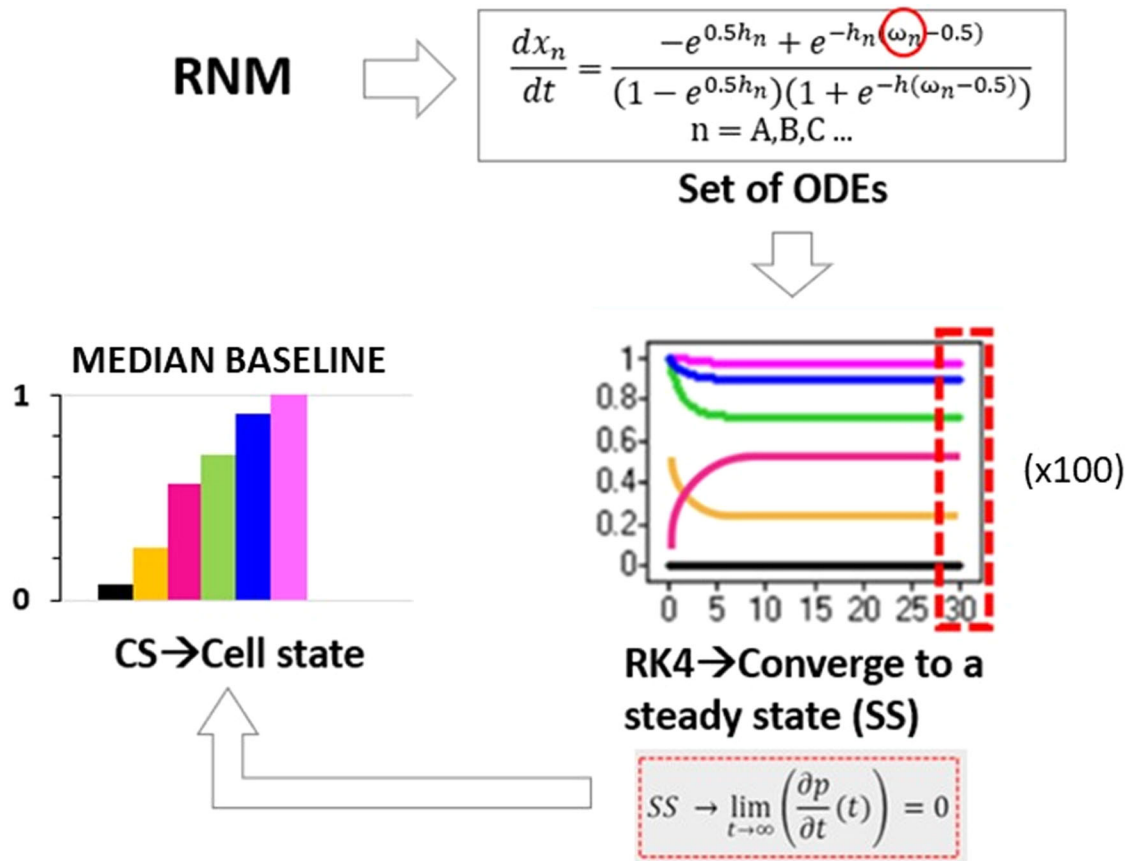 RNM
dx_n/dt = (-e^{0.5h_n} + e^{-h_n(ω_n-0.5)}) / ((1 - e^{0.5h_n})(1 + e^{-h(ω_n-0.5)}))
n = A,B,C ...
Set of ODEs
MEDIAN BASELINE
1
0
CS→Cell state
1
0.8
0.6
0.4
0.2
0
0 5 10 15 20 25 30
(x100)
RK4→Converge to a
steady state (SS)
SS → lim_{t→∞} (∂p/∂t (t)) = 0